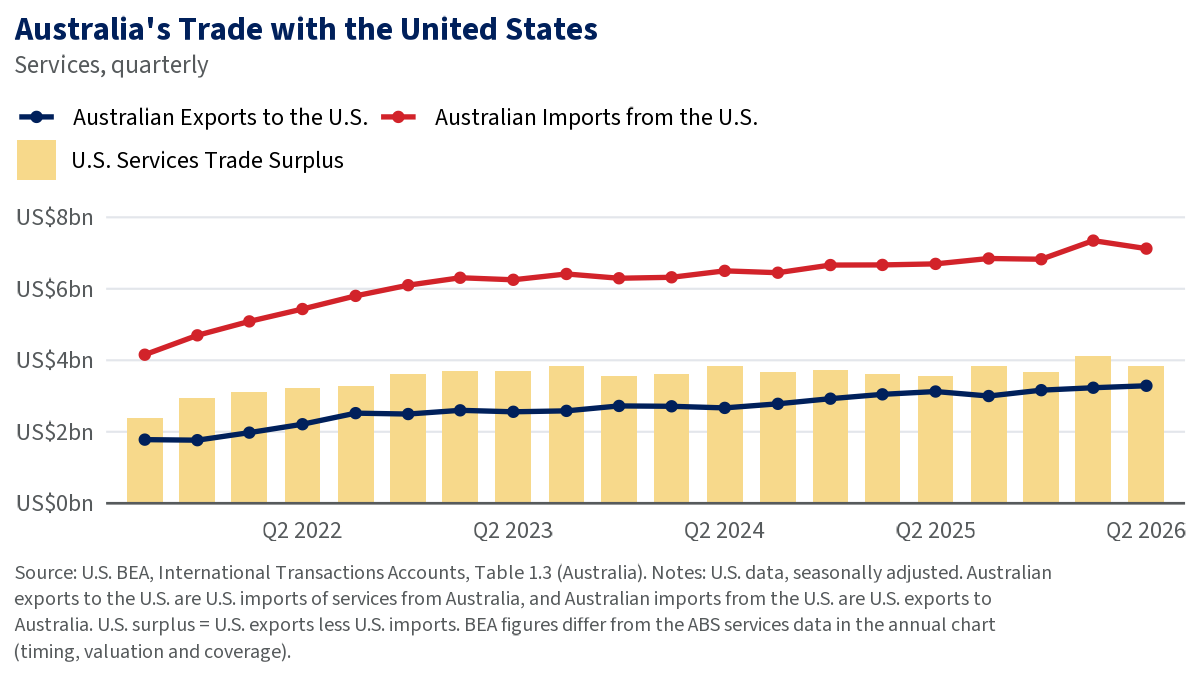 Australia's Trade with the United States
Services, quarterly
Australian Exports to the U.S. Australian Imports from the U.S.
U.S. Services Trade Surplus
US$8bn
US$6bn
US$4bn
US$2bn
US$0bn
Q2 2022 Q2 2023 Q2 2024 Q2 2025 Q2 2026
Source: U.S. BEA, International Transactions Accounts, Table 1.3 (Australia). Notes: U.S. data, seasonally adjusted. Australian
exports to the U.S. are U.S. imports of services from Australia, and Australian imports from the U.S. are U.S. exports to
Australia. U.S. surplus = U.S. exports less U.S. imports. BEA figures differ from the ABS services data in the annual chart
(timing, valuation and coverage).